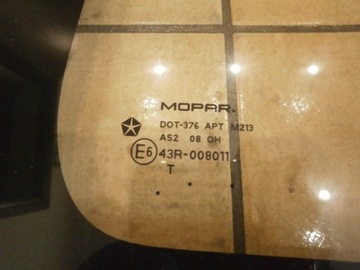 MOPAR.
DOT-376 APT M213
AS2 08 OH
E6 43R-008011
T